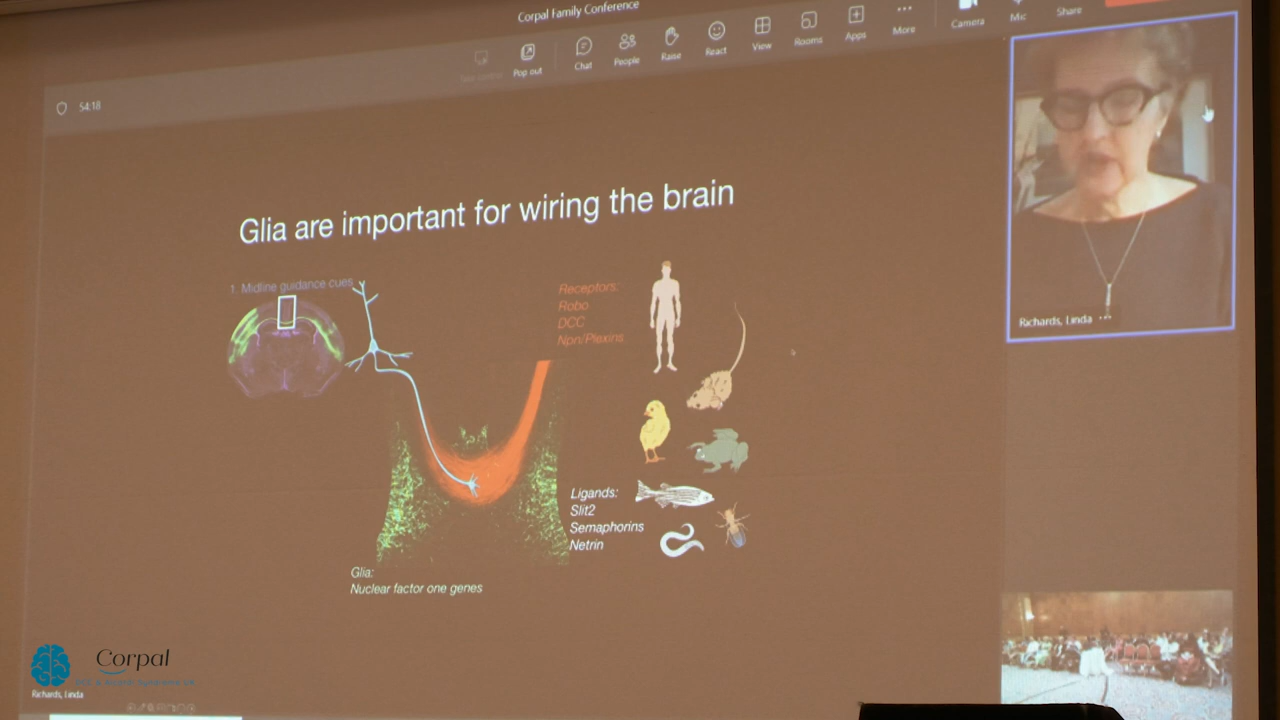 Corpal Family Conference
Pop out
Chat
People
Raise
React
View
Rooms
Apps
More
Camera
Mic
Share
54:18
Glia are important for wiring the brain
1. Midline guidance cues
Receptors:
Robo
DCC
Npn/Plexins
Ligands:
Slit2
Semaphorins
Netrin
Glia:
Nuclear factor one genes
Richards, Linda
Corpal
Richards, Linda